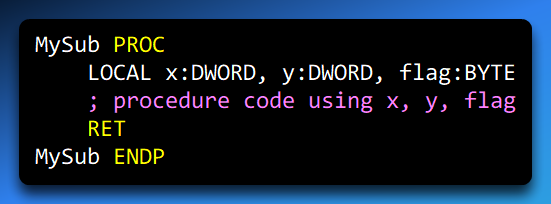 MySub PROC
    LOCAL x:DWORD, y:DWORD, flag:BYTE
    ; procedure code using x, y, flag
    RET
MySub ENDP